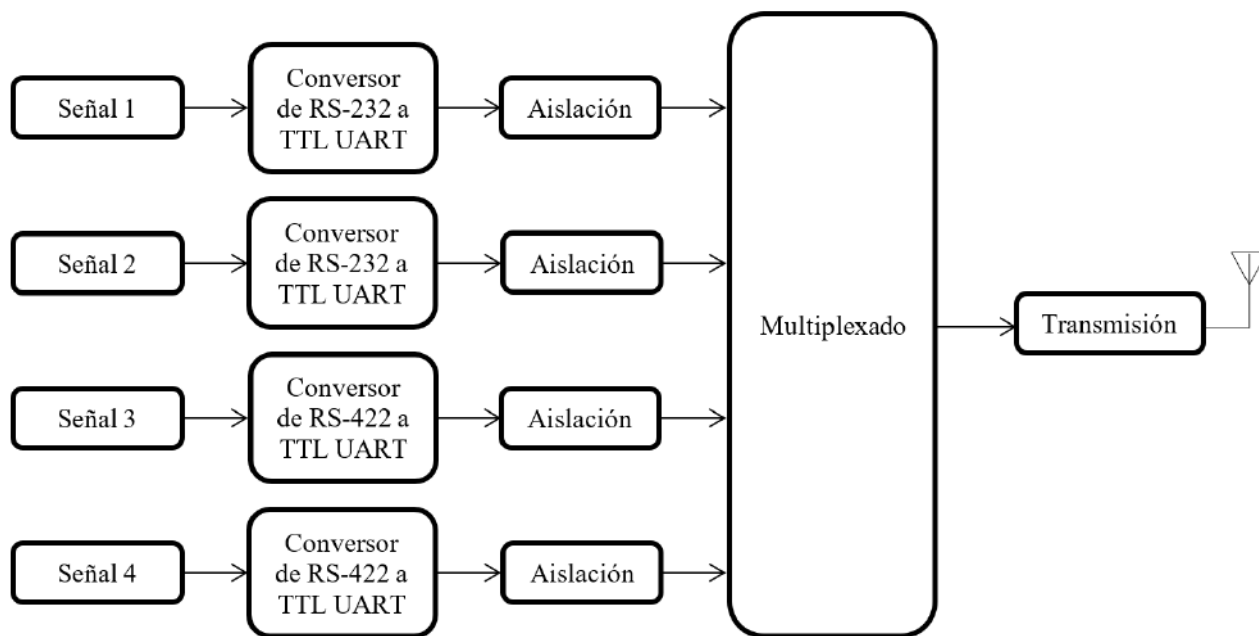 Señal 1
Conversor
de RS-232 a
TTL UART
Aislación
Señal 2
Conversor
de RS-232 a
TTL UART
Aislación
Señal 3
Conversor
de RS-422 a
TTL UART
Aislación
Señal 4
Conversor
de RS-422 a
TTL UART
Aislación
Multiplexado
Transmisión